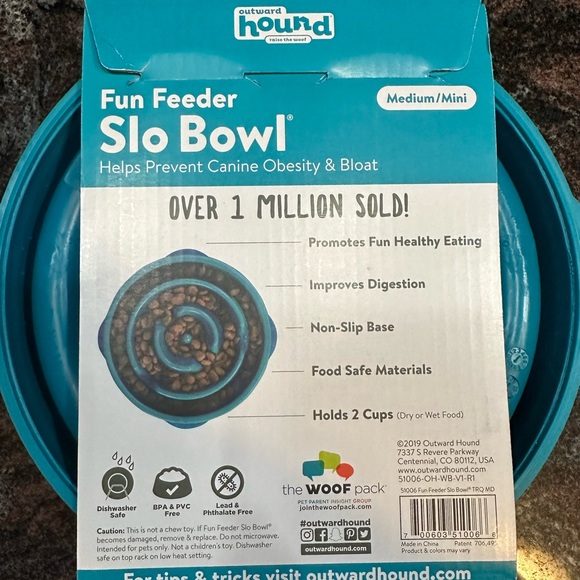 outward
hound
raise the woof
Fun Feeder
Medium/Mini
Slo Bowl®
Helps Prevent Canine Obesity & Bloat
OVER 1 MILLION SOLD!
Promotes Fun Healthy Eating
Improves Digestion
Non-Slip Base
Food Safe Materials
Holds 2 Cups (Dry or Wet Food)
Dishwasher
Safe
BPA & PVC
Free
Lead &
Phthalate Free
Caution: This is not a chew toy. If Fun Feeder Slo Bowl®
becomes damaged, remove & replace. Do not microwave.
Intended for pets only. Not a children's toy. Dishwasher
safe on top rack on low heat setting.
the WOOF pack
PET PARENT INSIGHT GROUP
jointhewoofpack.com
#outwardhound
outwardhound.com
©2019 Outward Hound
7337 S Revere Parkway
Centennial, CO 80112, USA
www.outwardhound.com
51006-OH-WB-V1-R1
51006 Fun Feeder Slo Bowl® TRQ MD
7 00603 51006
Made in China Patent 706,49
Product & colors may vary
For tips & tricks visit outwardhound.com